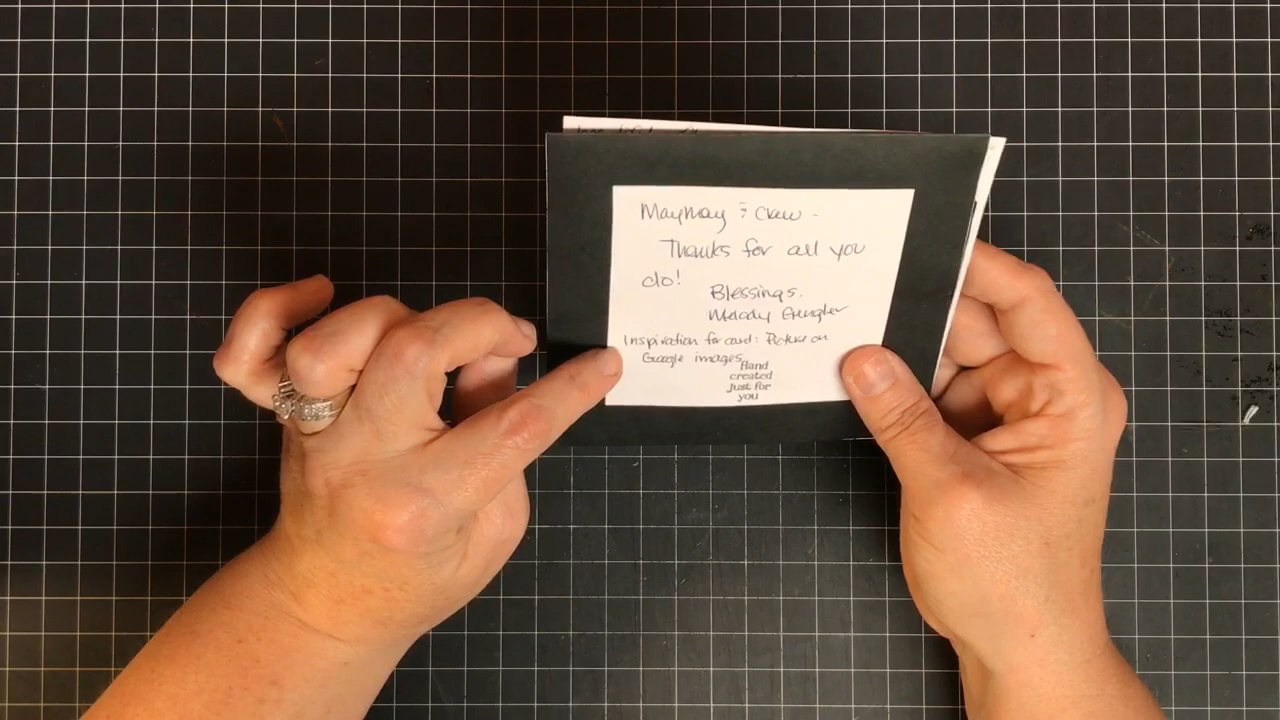 MayMay & Crew -
Thanks for all you
do!
Blessings,
Melody
Inspiration for card: Picture on
Google images.
Hand
created
Just for
you